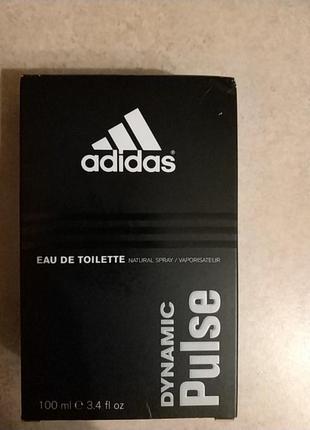 adidas®
EAU DE TOILETTE NATURAL SPRAY / VAPORISATEUR
DYNAMIC
Pulse
100 ml ℮ 3.4 fl oz